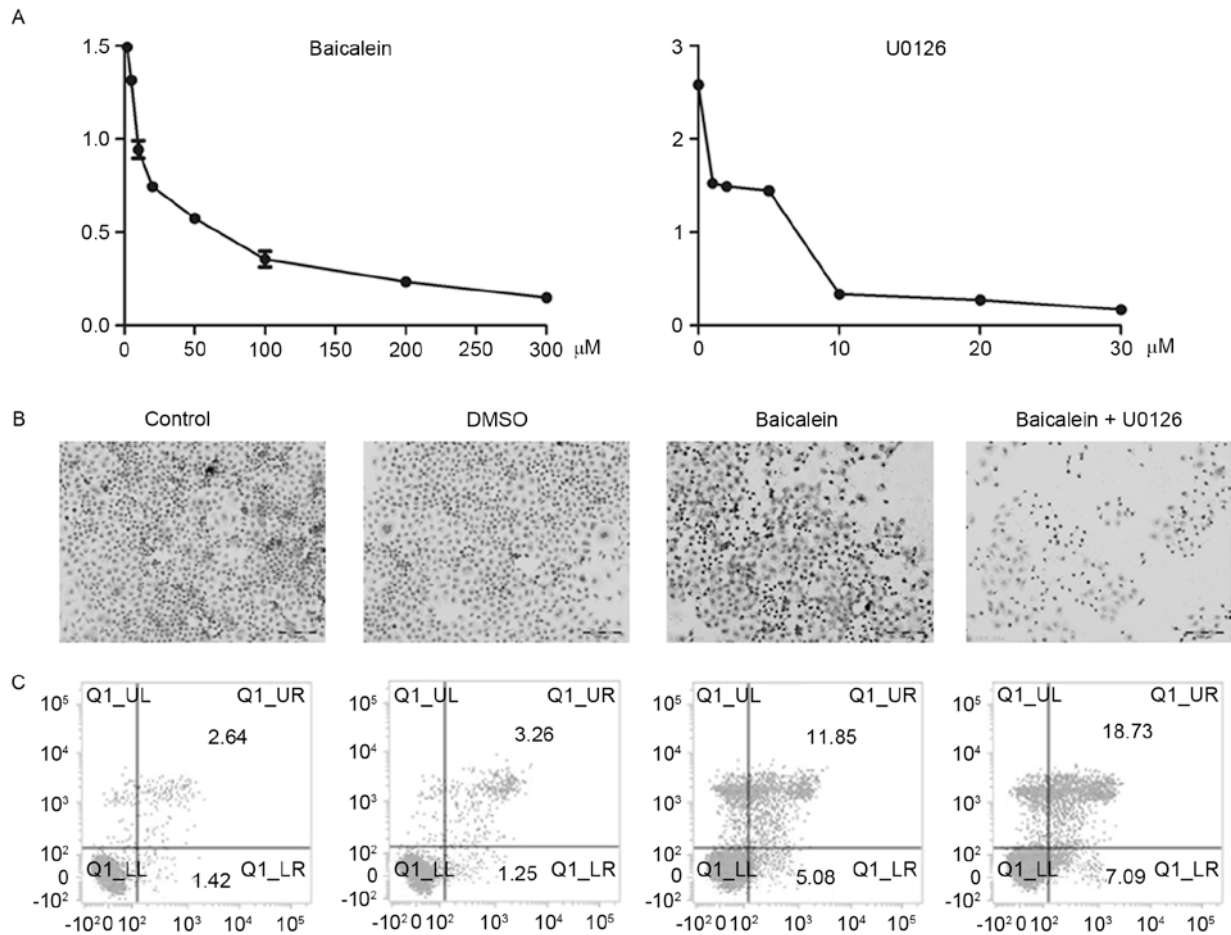 A
Baicalein
1.5
1.0
0.5
0.0
0 50 100 150 200 250 300 μM
U0126
3
2
1
0
0 10 20 30 μM
B
Control
DMSO
Baicalein
Baicalein + U0126
C
10⁵
10⁴
10³
10²
0
-10²
Q1_UL Q1_UR
2.64
Q1_LL 1.42 Q1_LR
-10² 0 10² 10³ 10⁴ 10⁵
10⁵
10⁴
10³
10²
0
-10²
Q1_UL Q1_UR
3.26
Q1_LL 1.25 Q1_LR
-10² 0 10² 10³ 10⁴ 10⁵
10⁵
10⁴
10³
10²
0
-10²
Q1_UL Q1_UR
11.85
Q1_LL 5.08 Q1_LR
-10² 0 10² 10³ 10⁴ 10⁵
10⁵
10⁴
10³
10²
0
-10²
Q1_UL Q1_UR
18.73
Q1_LL 7.09 Q1_LR
-10² 0 10² 10³ 10⁴ 10⁵